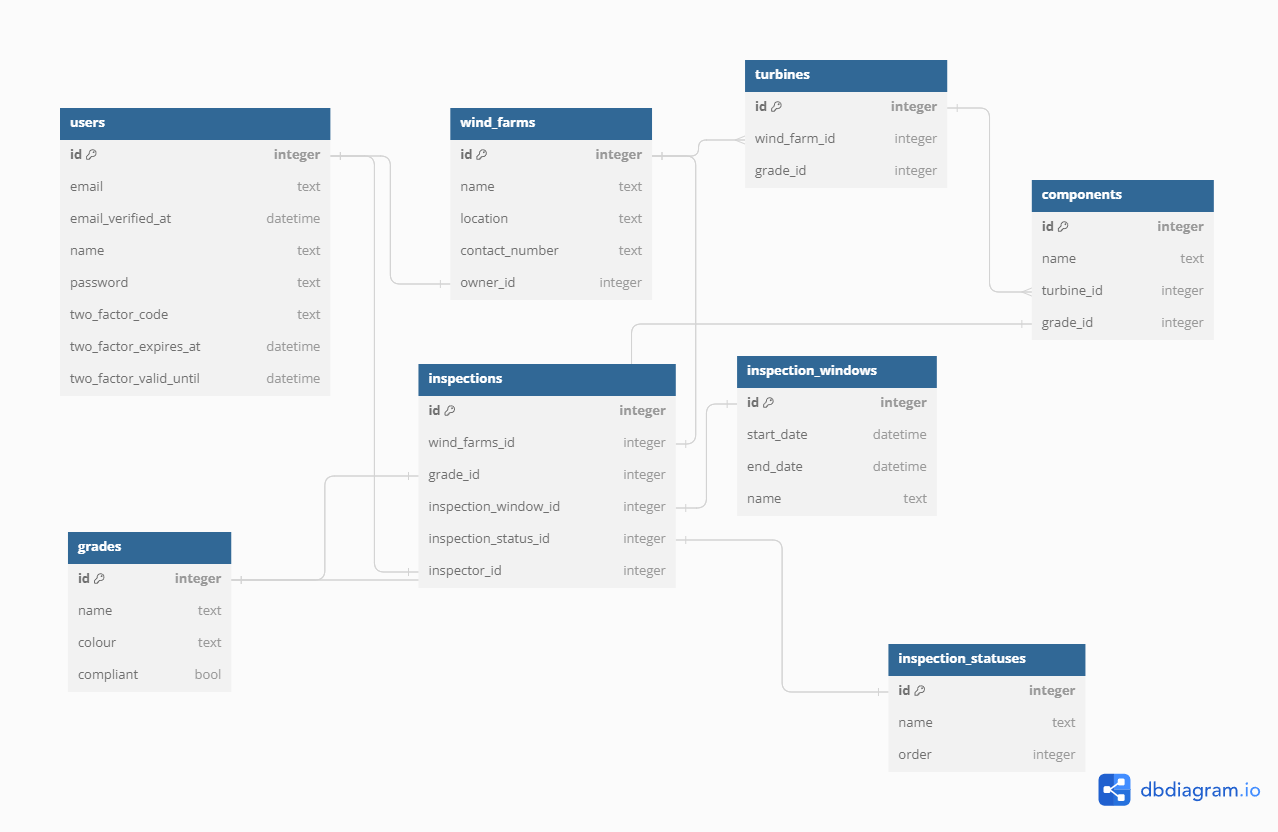 users
id integer
email text
email_verified_at datetime
name text
password text
two_factor_code text
two_factor_expires_at datetime
two_factor_valid_until datetime
wind_farms
id integer
name text
location text
contact_number text
owner_id integer
turbines
id integer
wind_farm_id integer
grade_id integer
components
id integer
name text
turbine_id integer
grade_id integer
inspections
id integer
wind_farms_id integer
grade_id integer
inspection_window_id integer
inspection_status_id integer
inspector_id integer
inspection_windows
id integer
start_date datetime
end_date datetime
name text
grades
id integer
name text
colour text
compliant bool
inspection_statuses
id integer
name text
order integer
dbdiagram.io